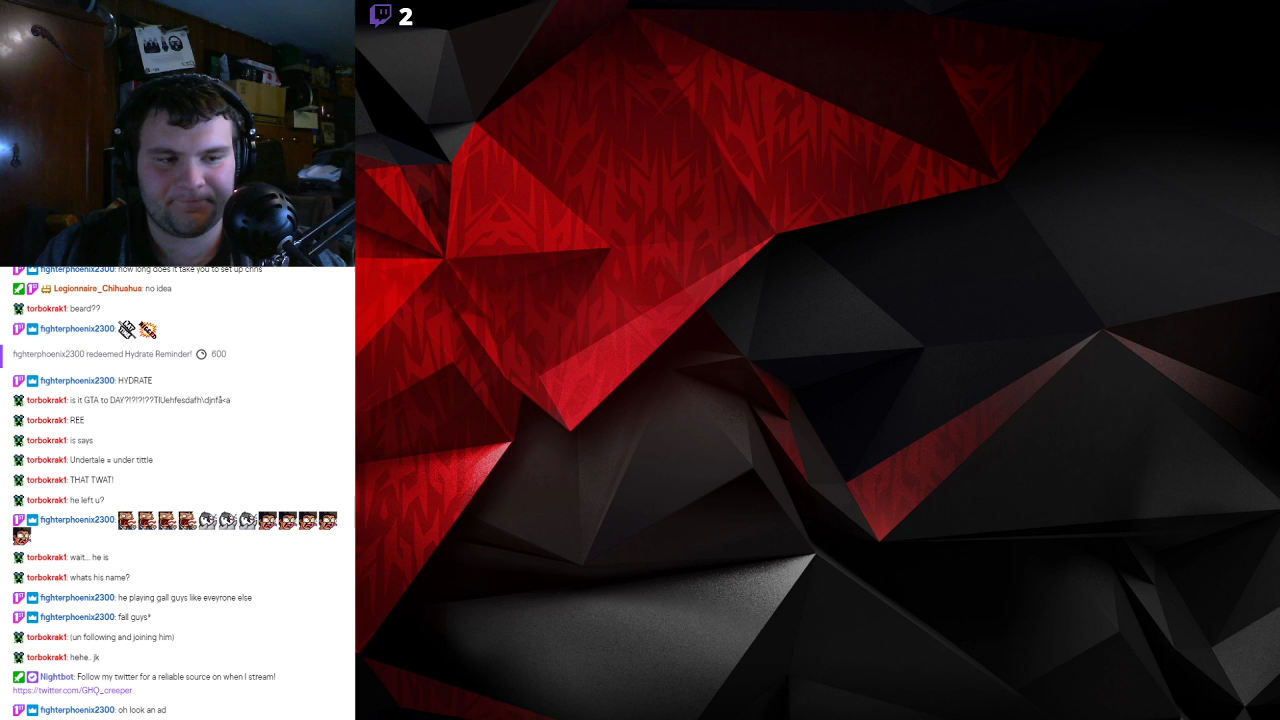 2
fighterphoenix2300: how long does it take you to set up chris
Legionnaire_Chihuahua: no idea
torbokrak1: beard??
fighterphoenix2300:
fighterphoenix2300 redeemed Hydrate Reminder! 600
fighterphoenix2300: HYDRATE
torbokrak1: is it GTA to DAY?!?!?!??TIUehfesdafh\djnfå<a
torbokrak1: REE
torbokrak1: is says
torbokrak1: Undertale = under tittle
torbokrak1: THAT TWAT!
torbokrak1: he left u?
fighterphoenix2300:
torbokrak1: wait... he is
torbokrak1: whats his name?
fighterphoenix2300: he playing gall guys like eveyrone else
fighterphoenix2300: fall guys*
torbokrak1: (un following and joining him)
torbokrak1: hehe.. jk
Nightbot: Follow my twitter for a reliable source on when I stream!
https://twitter.com/GHQ_creeper
fighterphoenix2300: oh look an ad